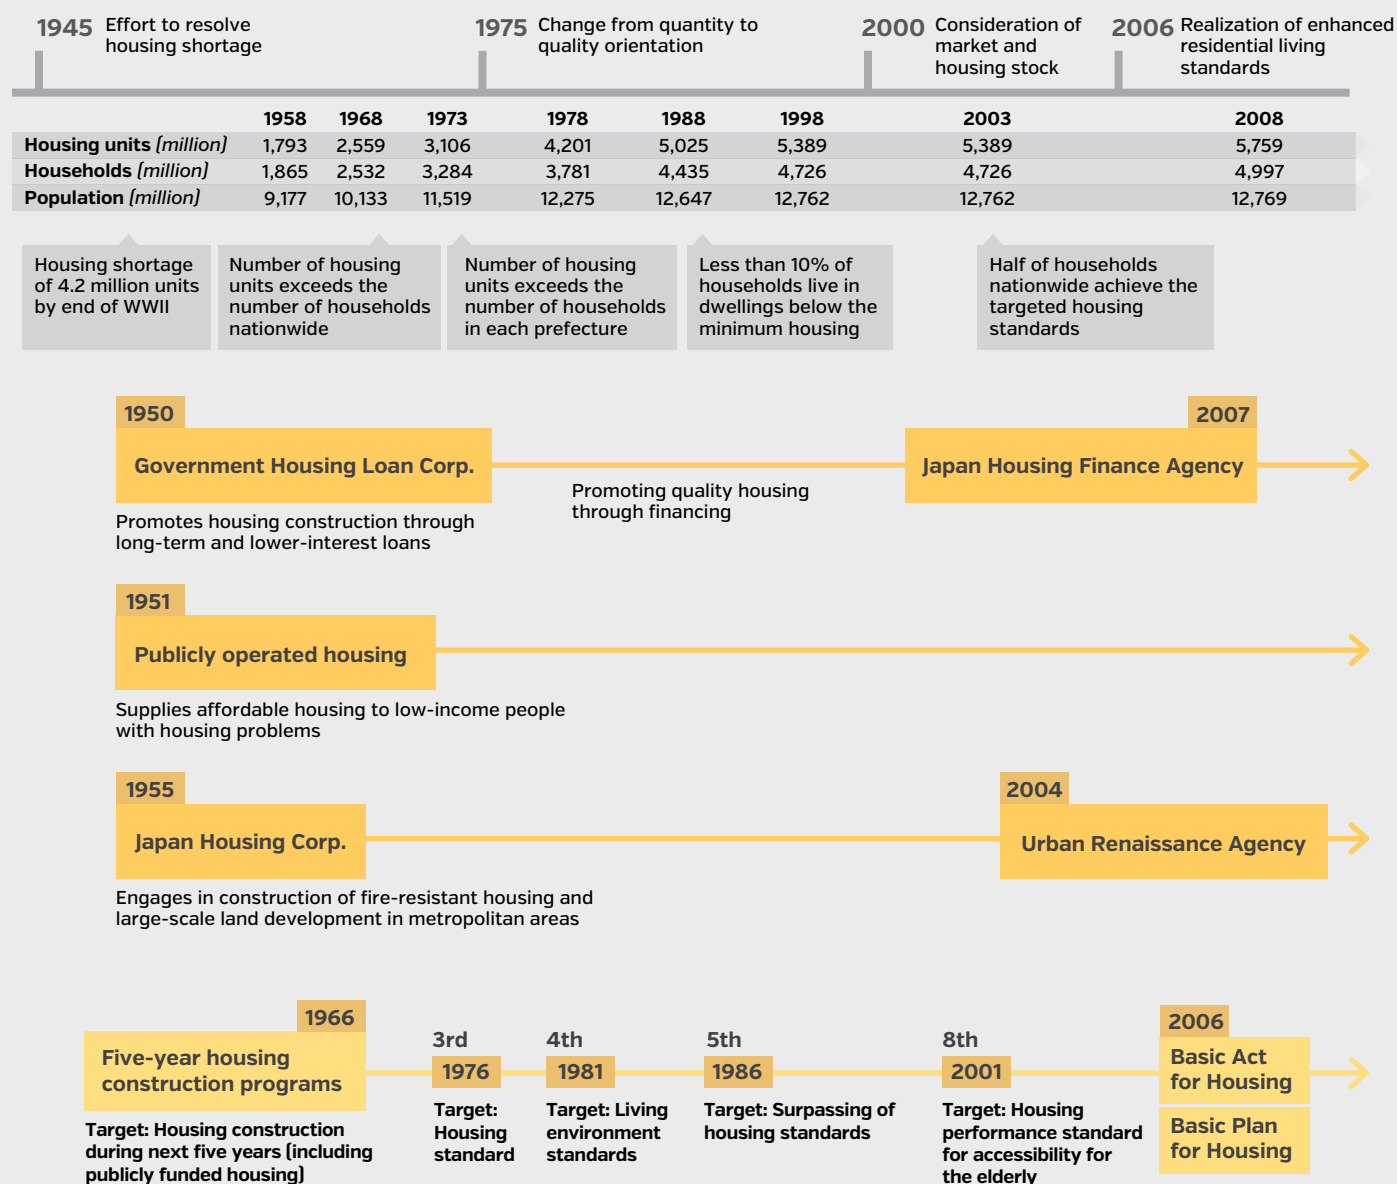 1945 Effort to resolve
housing shortage
1975 Change from quantity to
quality orientation
2000 Consideration of
market and
housing stock
2006 Realization of enhanced
residential living
standards
1958 1968 1973 1978 1988 1998 2003 2008
Housing units (million) 1,793 2,559 3,106 4,201 5,025 5,389 5,389 5,759
Households (million) 1,865 2,532 3,284 3,781 4,435 4,726 4,726 4,997
Population (million) 9,177 10,133 11,519 12,275 12,647 12,762 12,762 12,769
Housing shortage
of 4.2 million units
by end of WWII
Number of housing
units exceeds the
number of households
nationwide
Number of housing
units exceeds the
number of households
in each prefecture
Less than 10% of
households live in
dwellings below the
minimum housing
Half of households
nationwide achieve the
targeted housing
standards
1950
Government Housing Loan Corp.
Promotes housing construction through
long-term and lower-interest loans
Promoting quality housing
through financing
2007
Japan Housing Finance Agency
1951
Publicly operated housing
Supplies affordable housing to low-income people
with housing problems
1955
Japan Housing Corp.
Engages in construction of fire-resistant housing and
large-scale land development in metropolitan areas
2004
Urban Renaissance Agency
1966
Five-year housing
construction programs
Target: Housing construction
during next five years (including
publicly funded housing)
3rd
1976
Target:
Housing
standard
4th
1981
Target: Living
environment
standards
5th
1986
Target: Surpassing of
housing standards
8th
2001
Target: Housing
performance standard
for accessibility for
the elderly
2006
Basic Act
for Housing
Basic Plan
for Housing